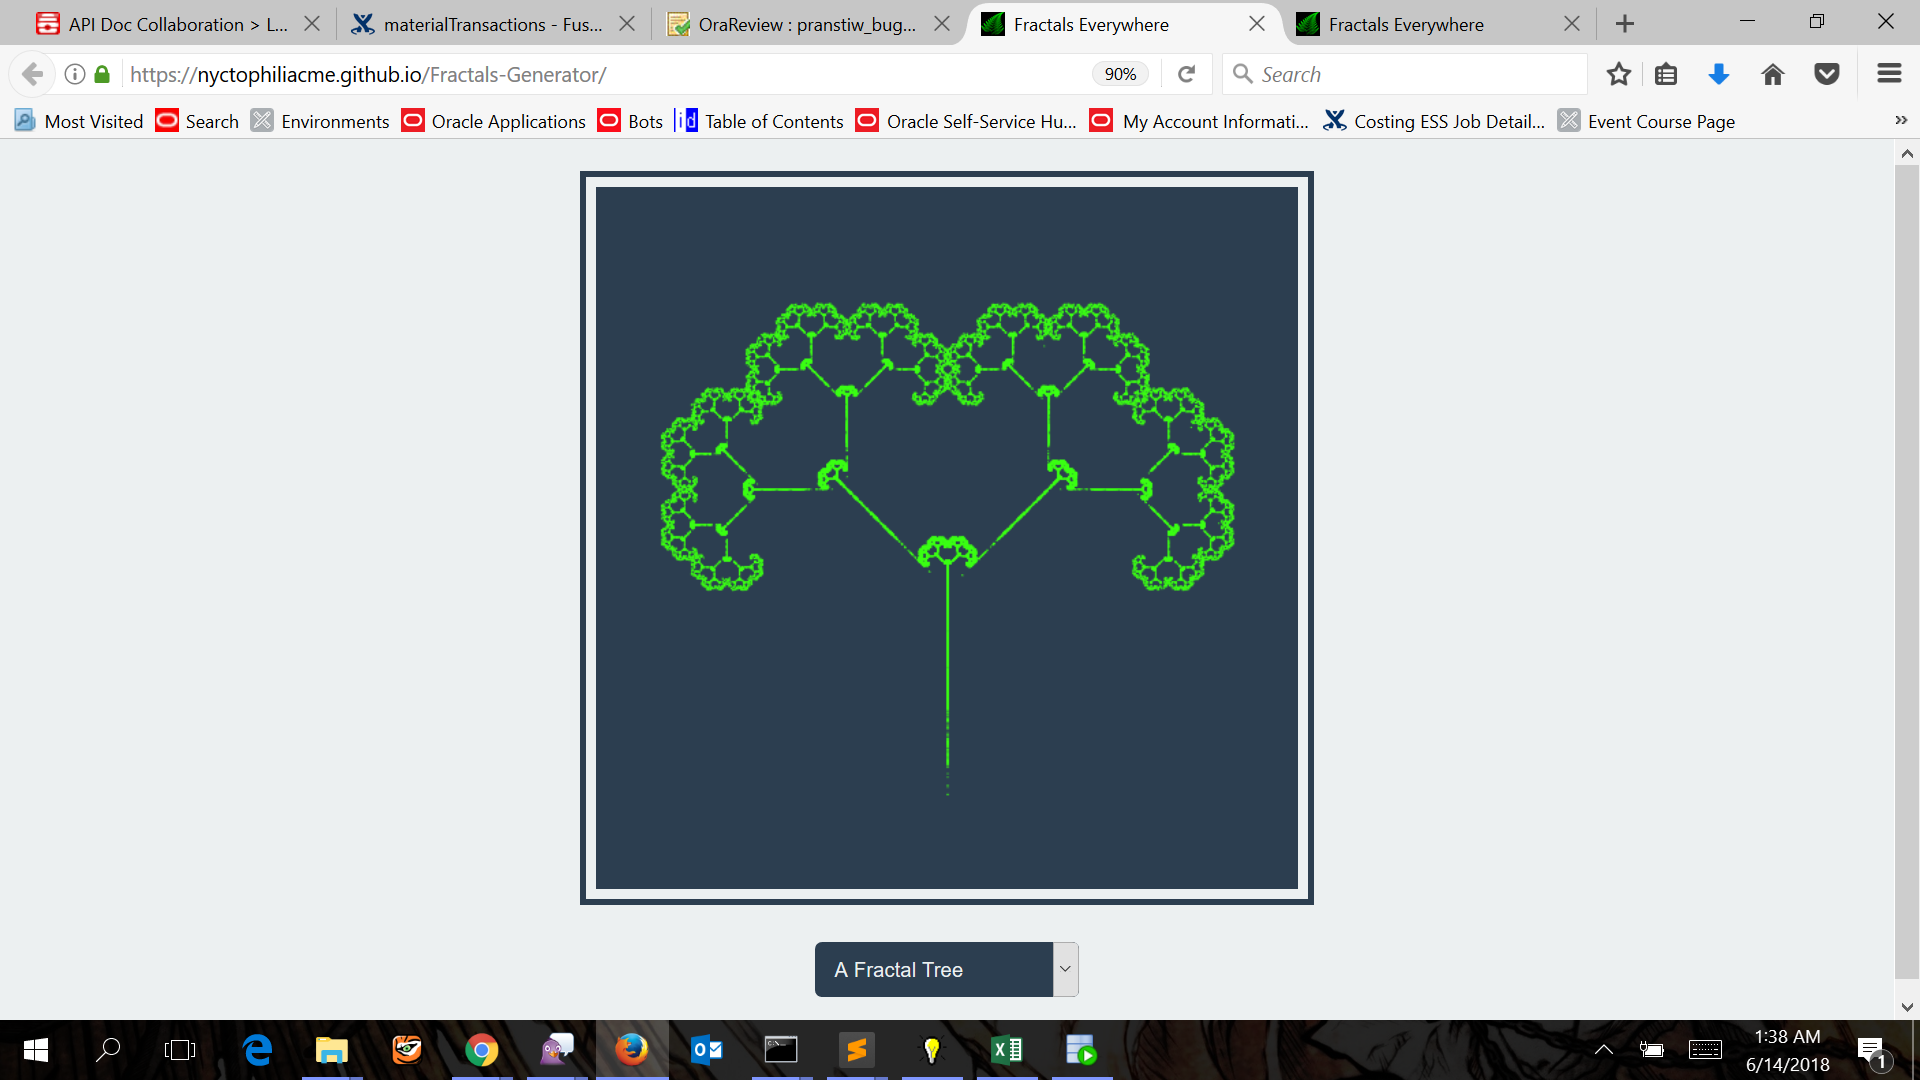 API Doc Collaboration > L...
materialTransactions - Fus...
OraReview : pranstiw_bug...
Fractals Everywhere
Fractals Everywhere
https://nyctophiliacme.github.io/Fractals-Generator/
90%
Search
Most Visited
Search
Environments
Oracle Applications
Bots
Table of Contents
Oracle Self-Service Hu...
My Account Informati...
Costing ESS Job Detail...
Event Course Page
A Fractal Tree
1:38 AM
6/14/2018
1